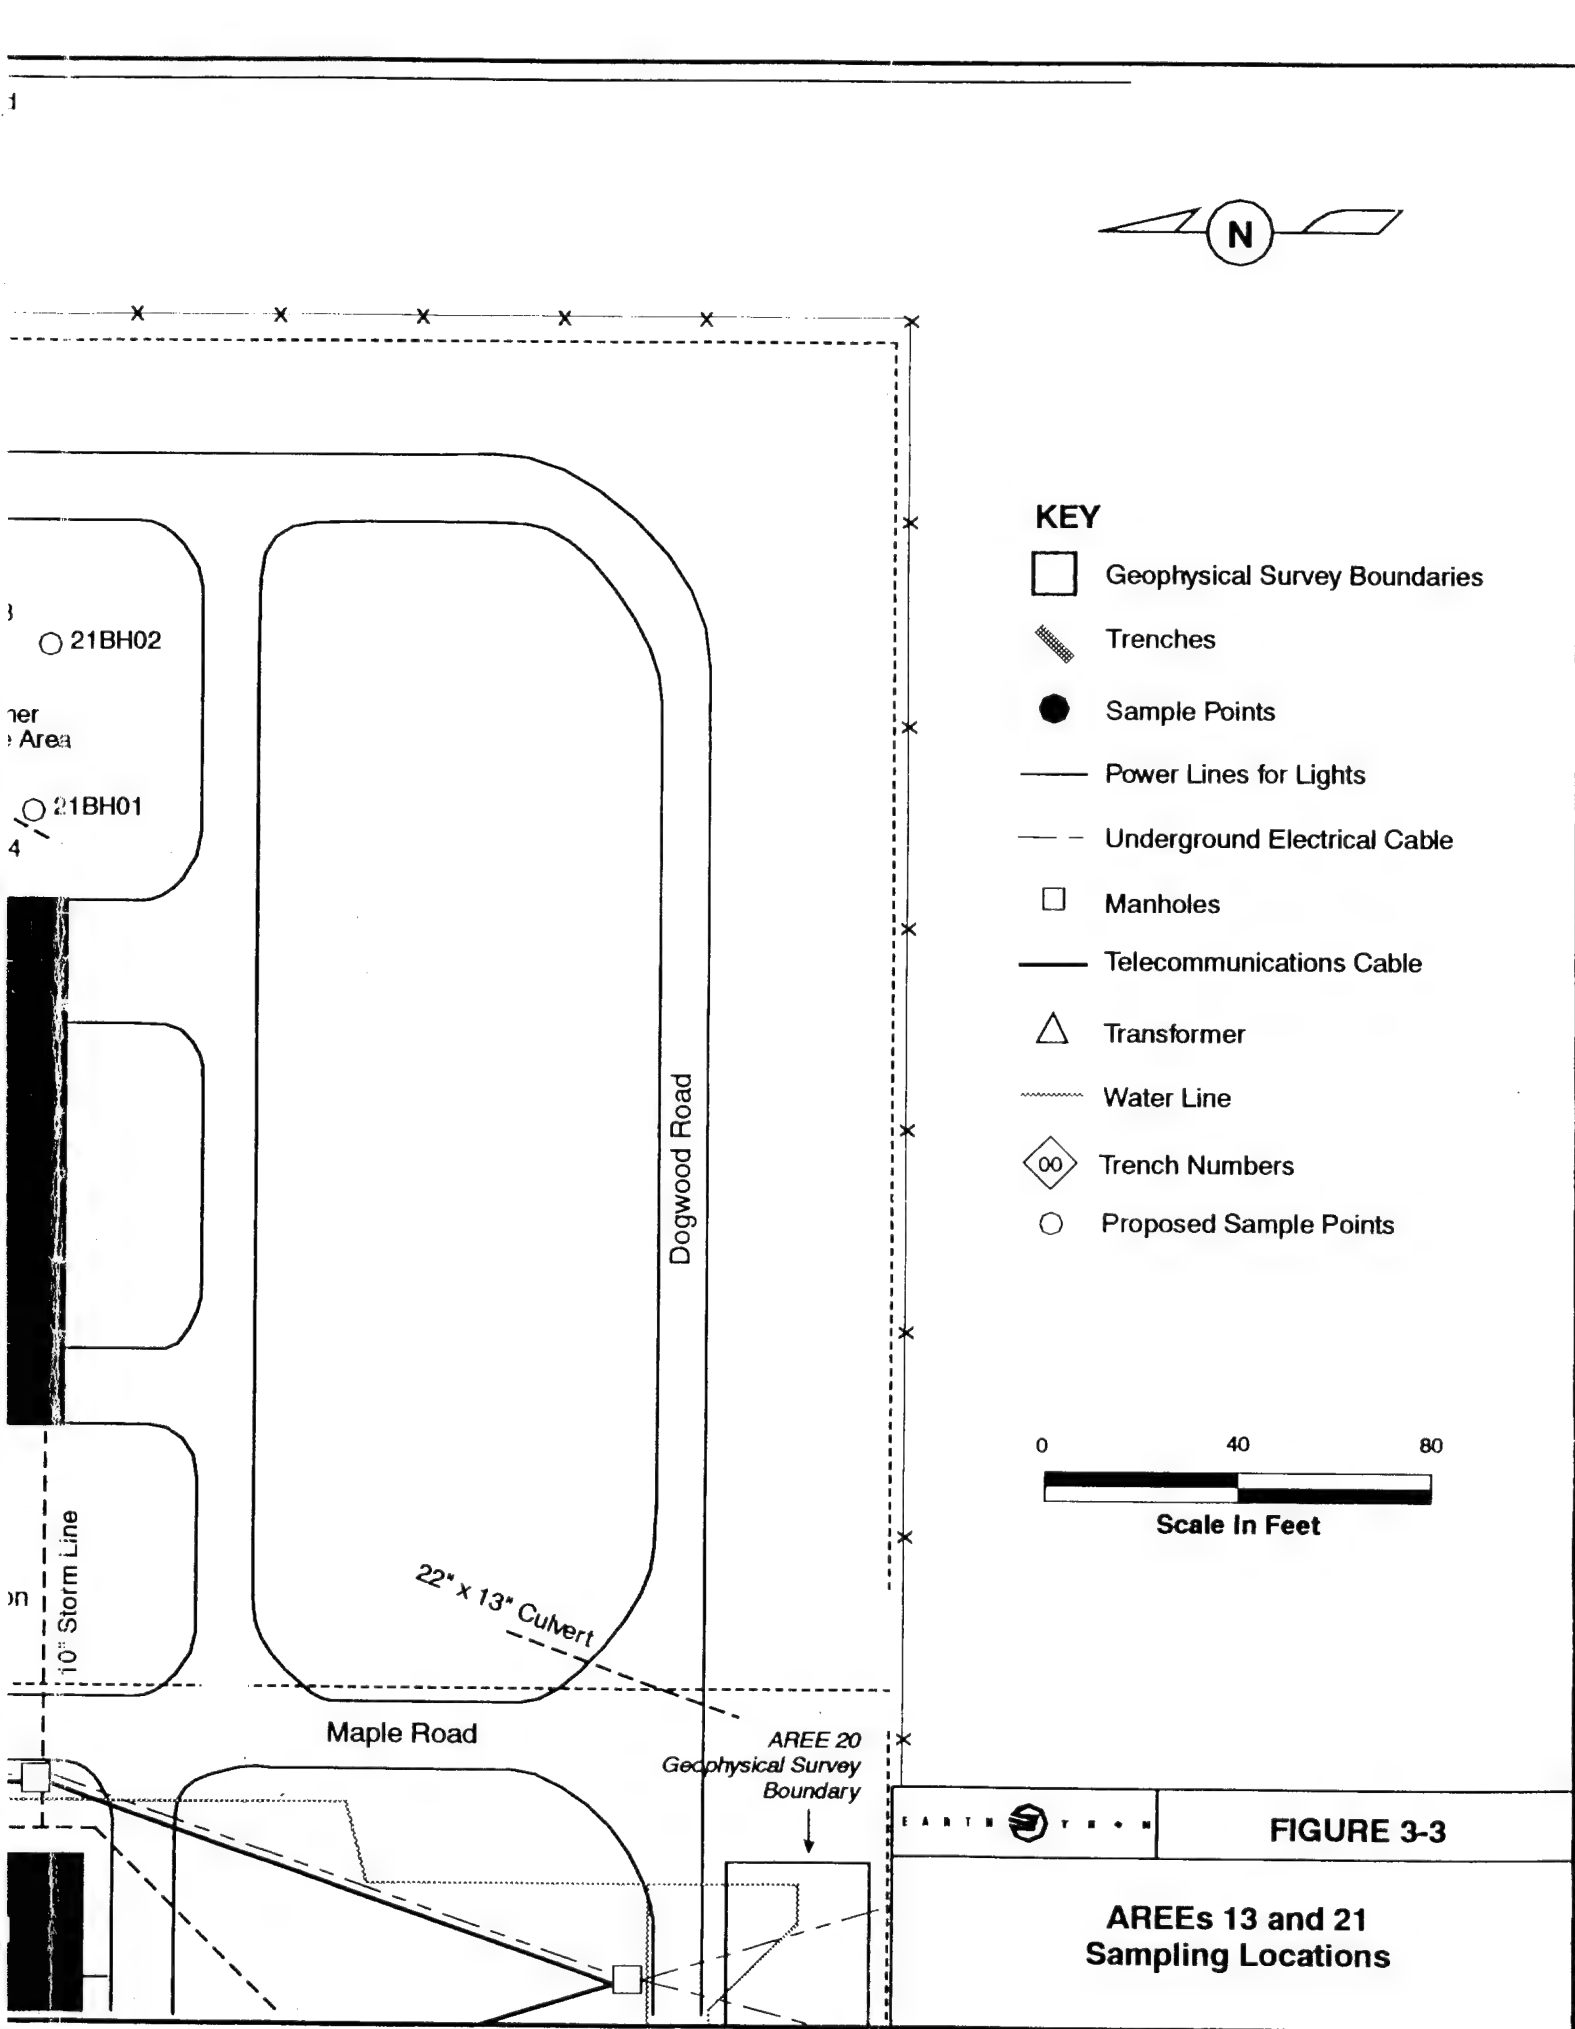 N
KEY
Geophysical Survey Boundaries
Trenches
Sample Points
Power Lines for Lights
Underground Electrical Cable
Manholes
Telecommunications Cable
Transformer
Water Line
00 Trench Numbers
Proposed Sample Points
21BH02
Area
21BH01
4
Dogwood Road
0 40 80
Scale In Feet
10" Storm Line
22" x 13" Culvert
Maple Road
AREE 20
Geophysical Survey
Boundary
FIGURE 3-3
AREEs 13 and 21
Sampling Locations